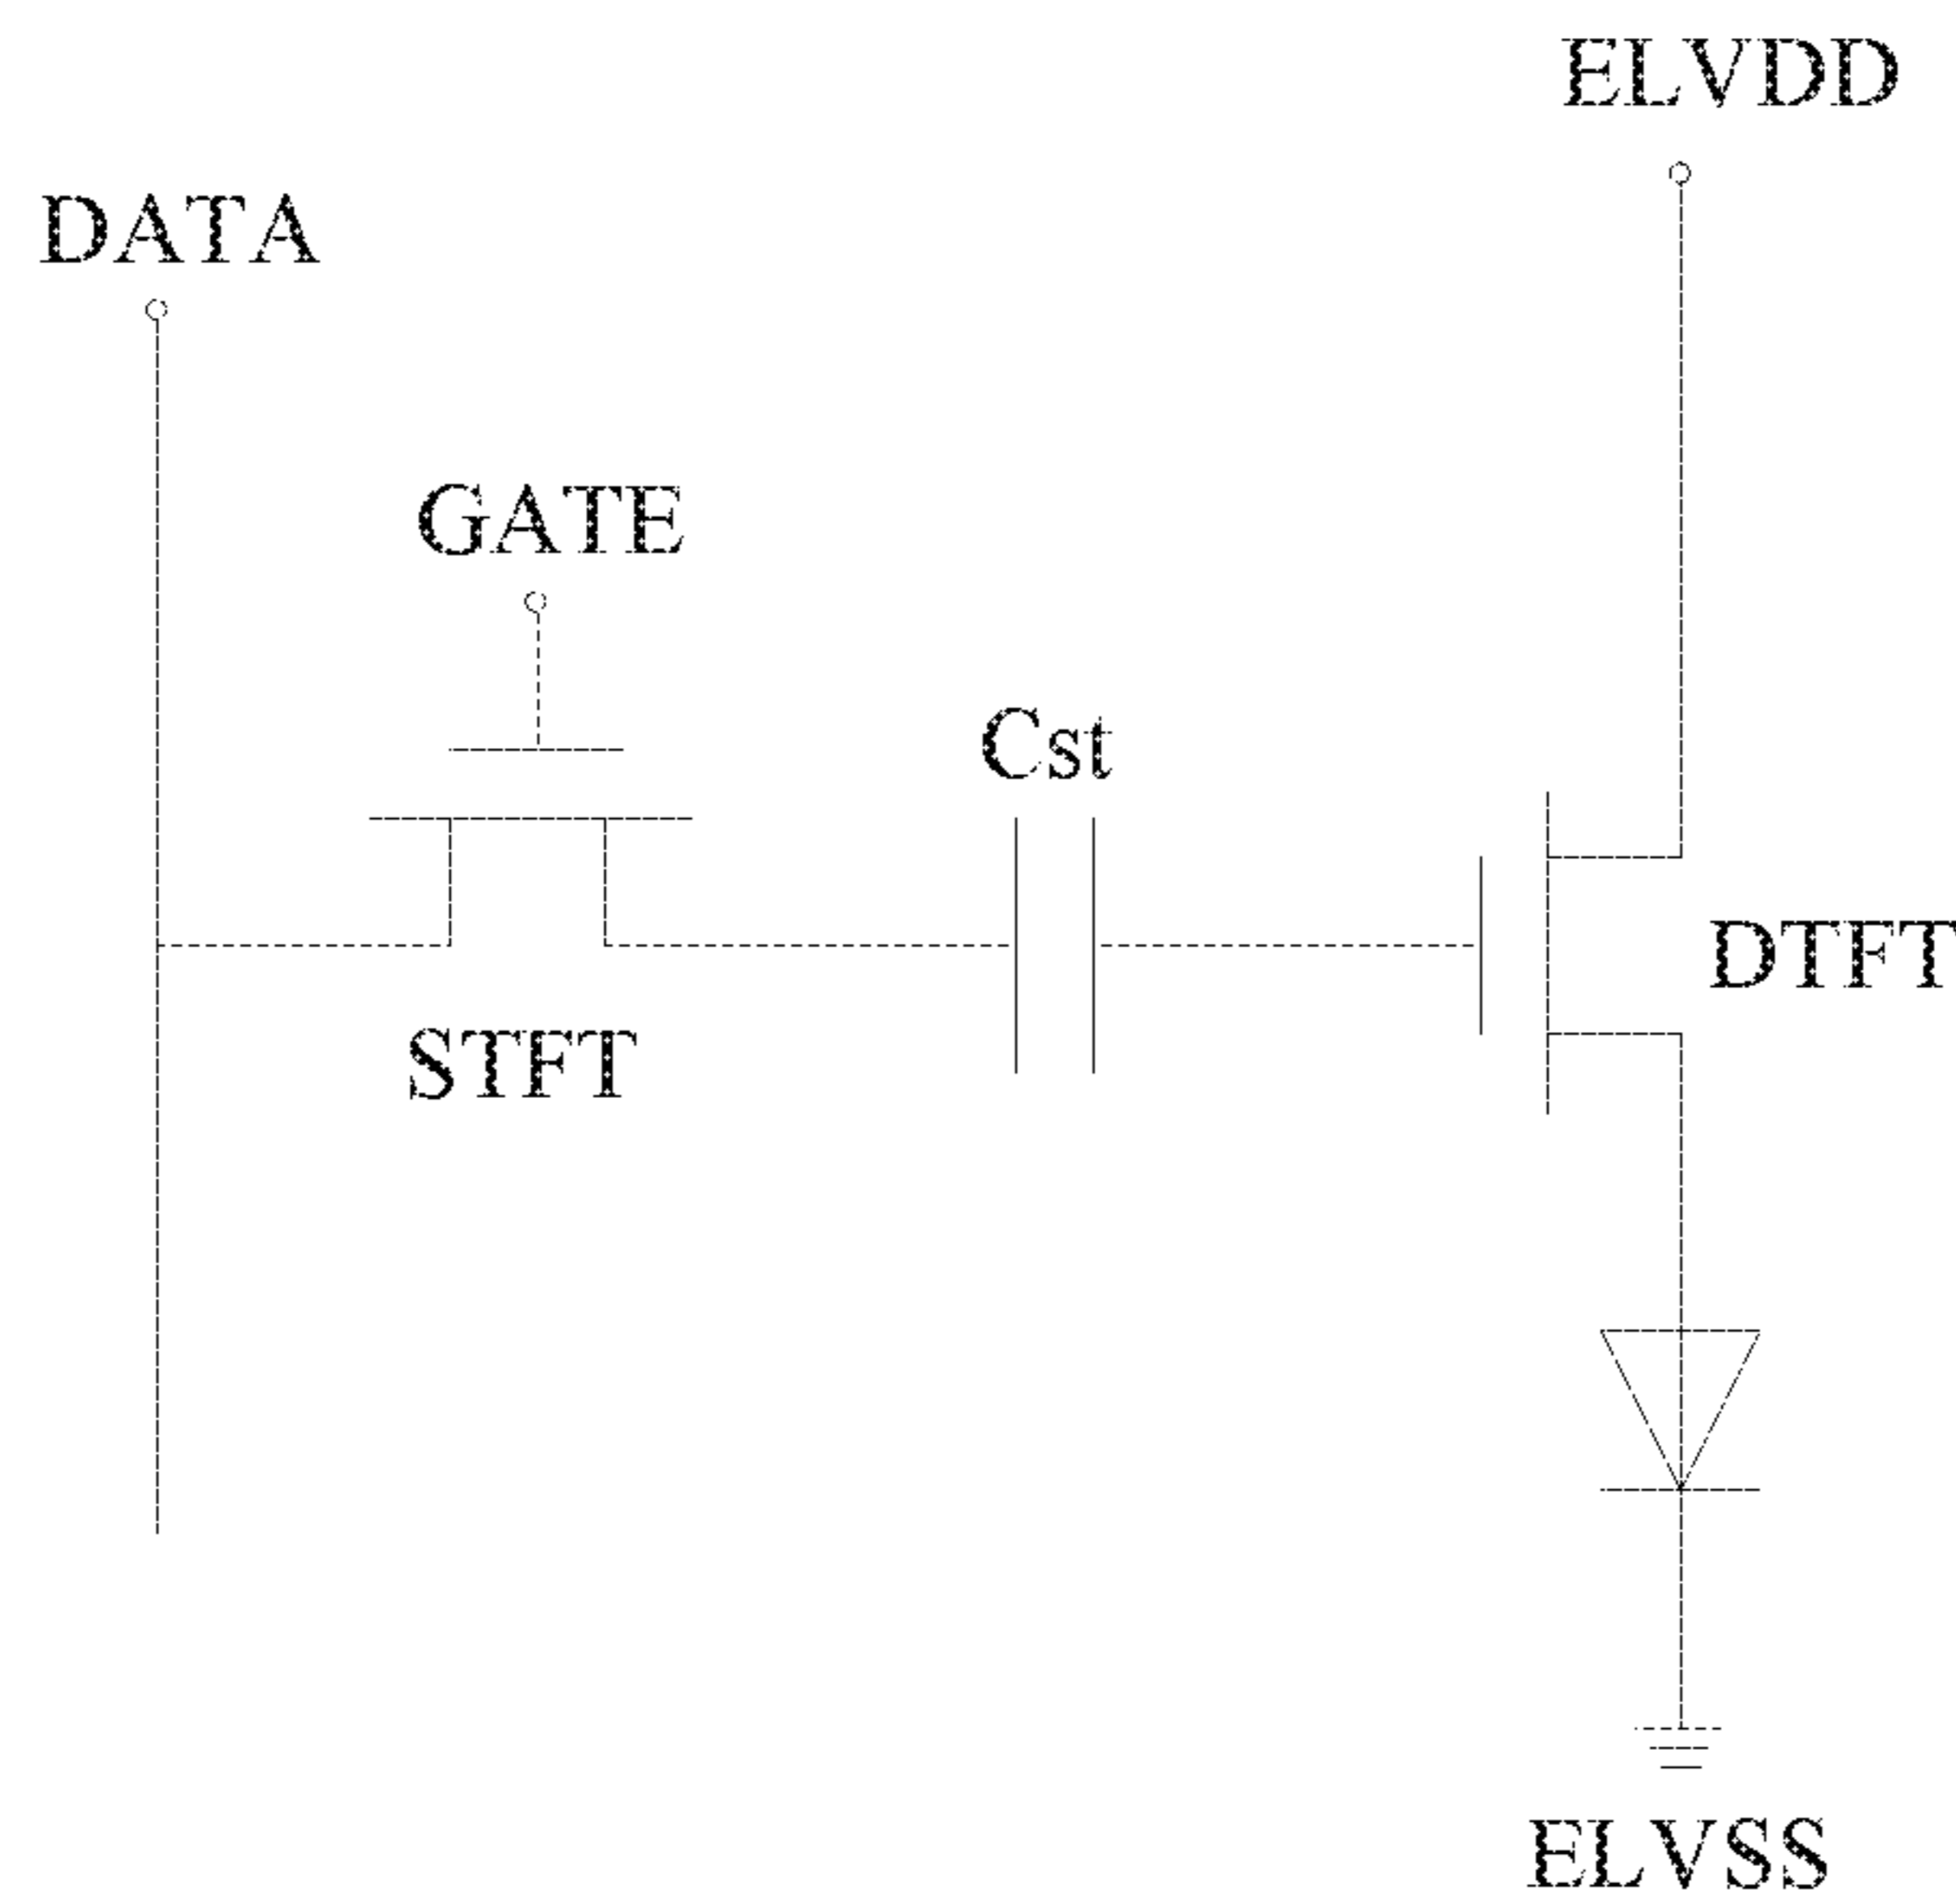 ELVDD
DATA
GATE
Cst
DTFT
STFT
ELVSS